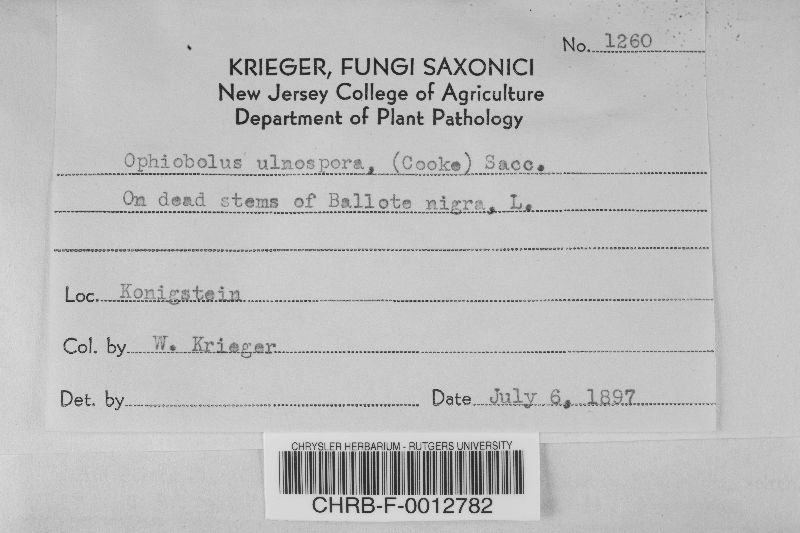 No. 1260
KRIEGER, FUNGI SAXONICI
New Jersey College of Agriculture
Department of Plant Pathology
Ophiobolus ulnospora, (Cooke) Sacc.
On dead stems of Ballote nigra, L.
Loc. Konigstein
Col. by W. Krieger
Det. by
Date July 6, 1897
CHRYSLER HERBARIUM - RUTGERS UNIVERSITY
CHRB-F-0012782